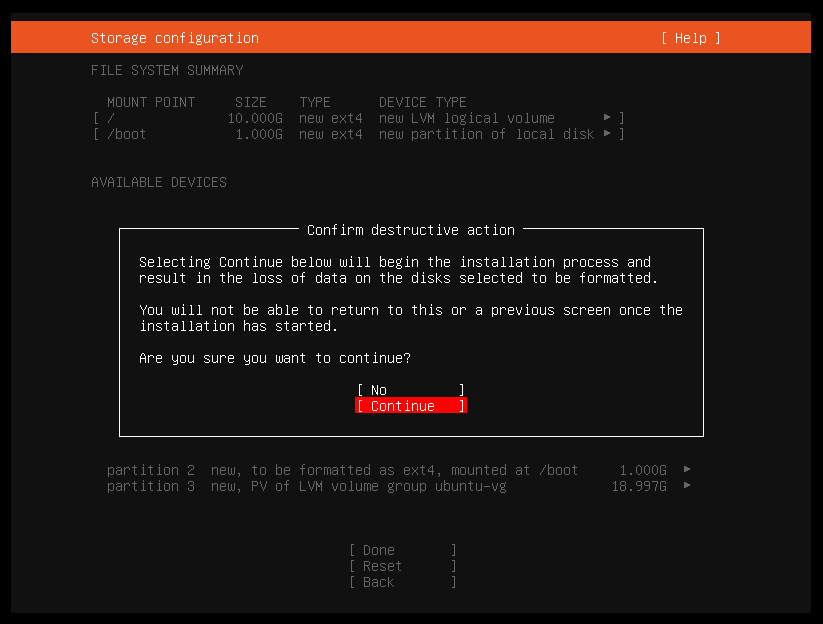 Storage configuration [ Help ]
FILE SYSTEM SUMMARY
MOUNT POINT SIZE TYPE DEVICE TYPE
[ / 10.000G new ext4 new LVM logical volume ▸ ]
[ /boot 1.000G new ext4 new partition of local disk ▸ ]
AVAILABLE DEVICES
Confirm destructive action
Selecting Continue below will begin the installation process and
result in the loss of data on the disks selected to be formatted.
You will not be able to return to this or a previous screen once the
installation has started.
Are you sure you want to continue?
[ No ]
[ Continue ]
partition 2 new, to be formatted as ext4, mounted at /boot 1.000G ▸
partition 3 new, PV of LVM volume group ubuntu-vg 18.997G ▸
[ Done ]
[ Reset ]
[ Back ]